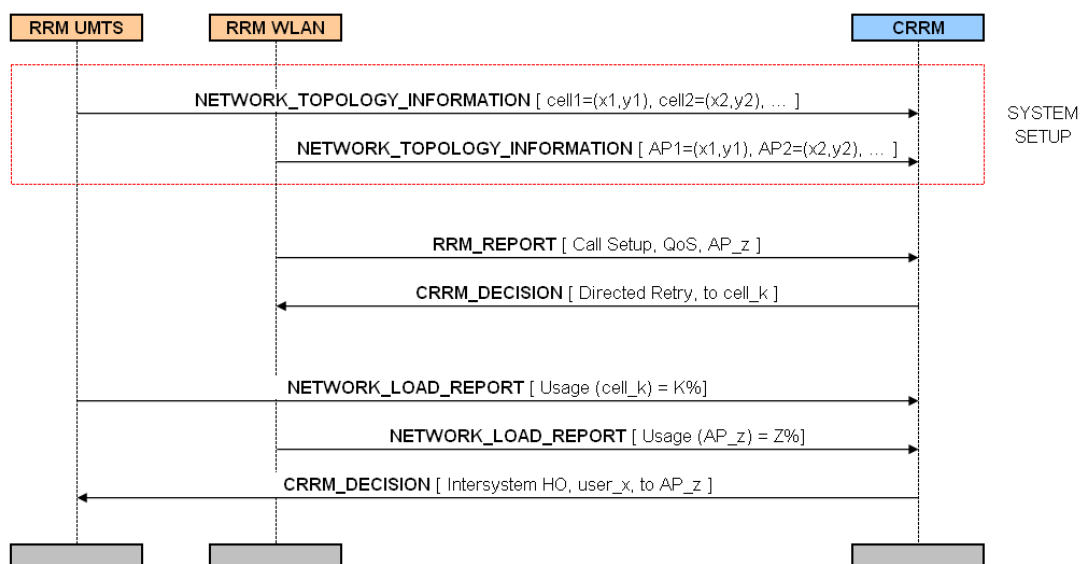 RRM UMTS
RRM WLAN
CRRM
NETWORK_TOPOLOGY_INFORMATION [ cell1=(x1,y1), cell2=(x2,y2), ... ]
SYSTEM
SETUP
NETWORK_TOPOLOGY_INFORMATION [ AP1=(x1,y1), AP2=(x2,y2), ... ]
RRM_REPORT [ Call Setup, QoS, AP_z ]
CRRM_DECISION [ Directed Retry, to cell_k ]
NETWORK_LOAD_REPORT [ Usage (cell_k) = K%]
NETWORK_LOAD_REPORT [ Usage (AP_z) = Z%]
CRRM_DECISION [ Intersystem HO, user_x, to AP_z ]